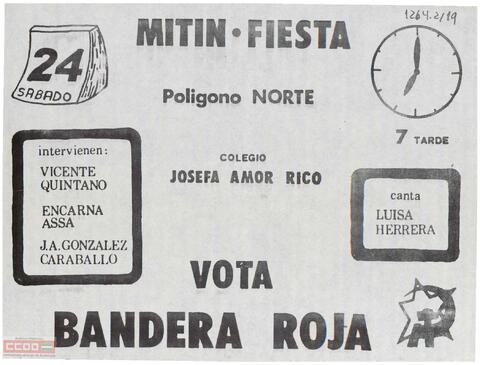 1264.2/19
MITIN · FIESTA
24
SABADO
Poligono NORTE
7 TARDE
COLEGIO
JOSEFA AMOR RICO
intervienen:
VICENTE
QUINTANO
ENCARNA
ASSA
J.A. GONZALEZ
CARABALLO
canta
LUISA
HERRERA
VOTA
BANDERA ROJA
CCOO